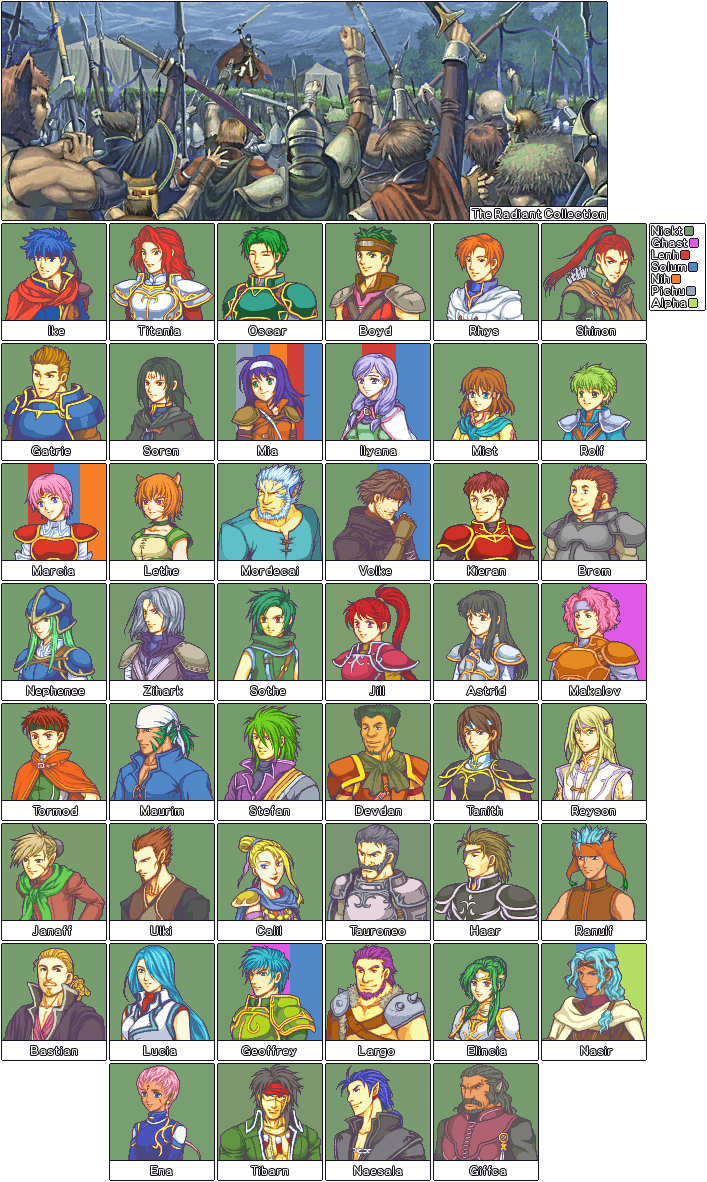 The Radiant Collection
Nickt
Ghast
Lenh
Solum
Nih
Pichu
Alpha
Ike
Titania
Oscar
Boyd
Rhys
Shinon
Gatrie
Soren
Mia
Ilyana
Mist
Rolf
Marcia
Lethe
Mordecai
Volke
Kieran
Brom
Nephenee
Zihark
Sothe
Jill
Astrid
Makalov
Tormod
Maurim
Stefan
Devdan
Tanith
Reyson
Janaff
Ulki
Calil
Tauroneo
Haar
Ranulf
Bastian
Lucia
Geoffrey
Largo
Elincia
Nasir
Ena
Tibarn
Naesala
Giffca